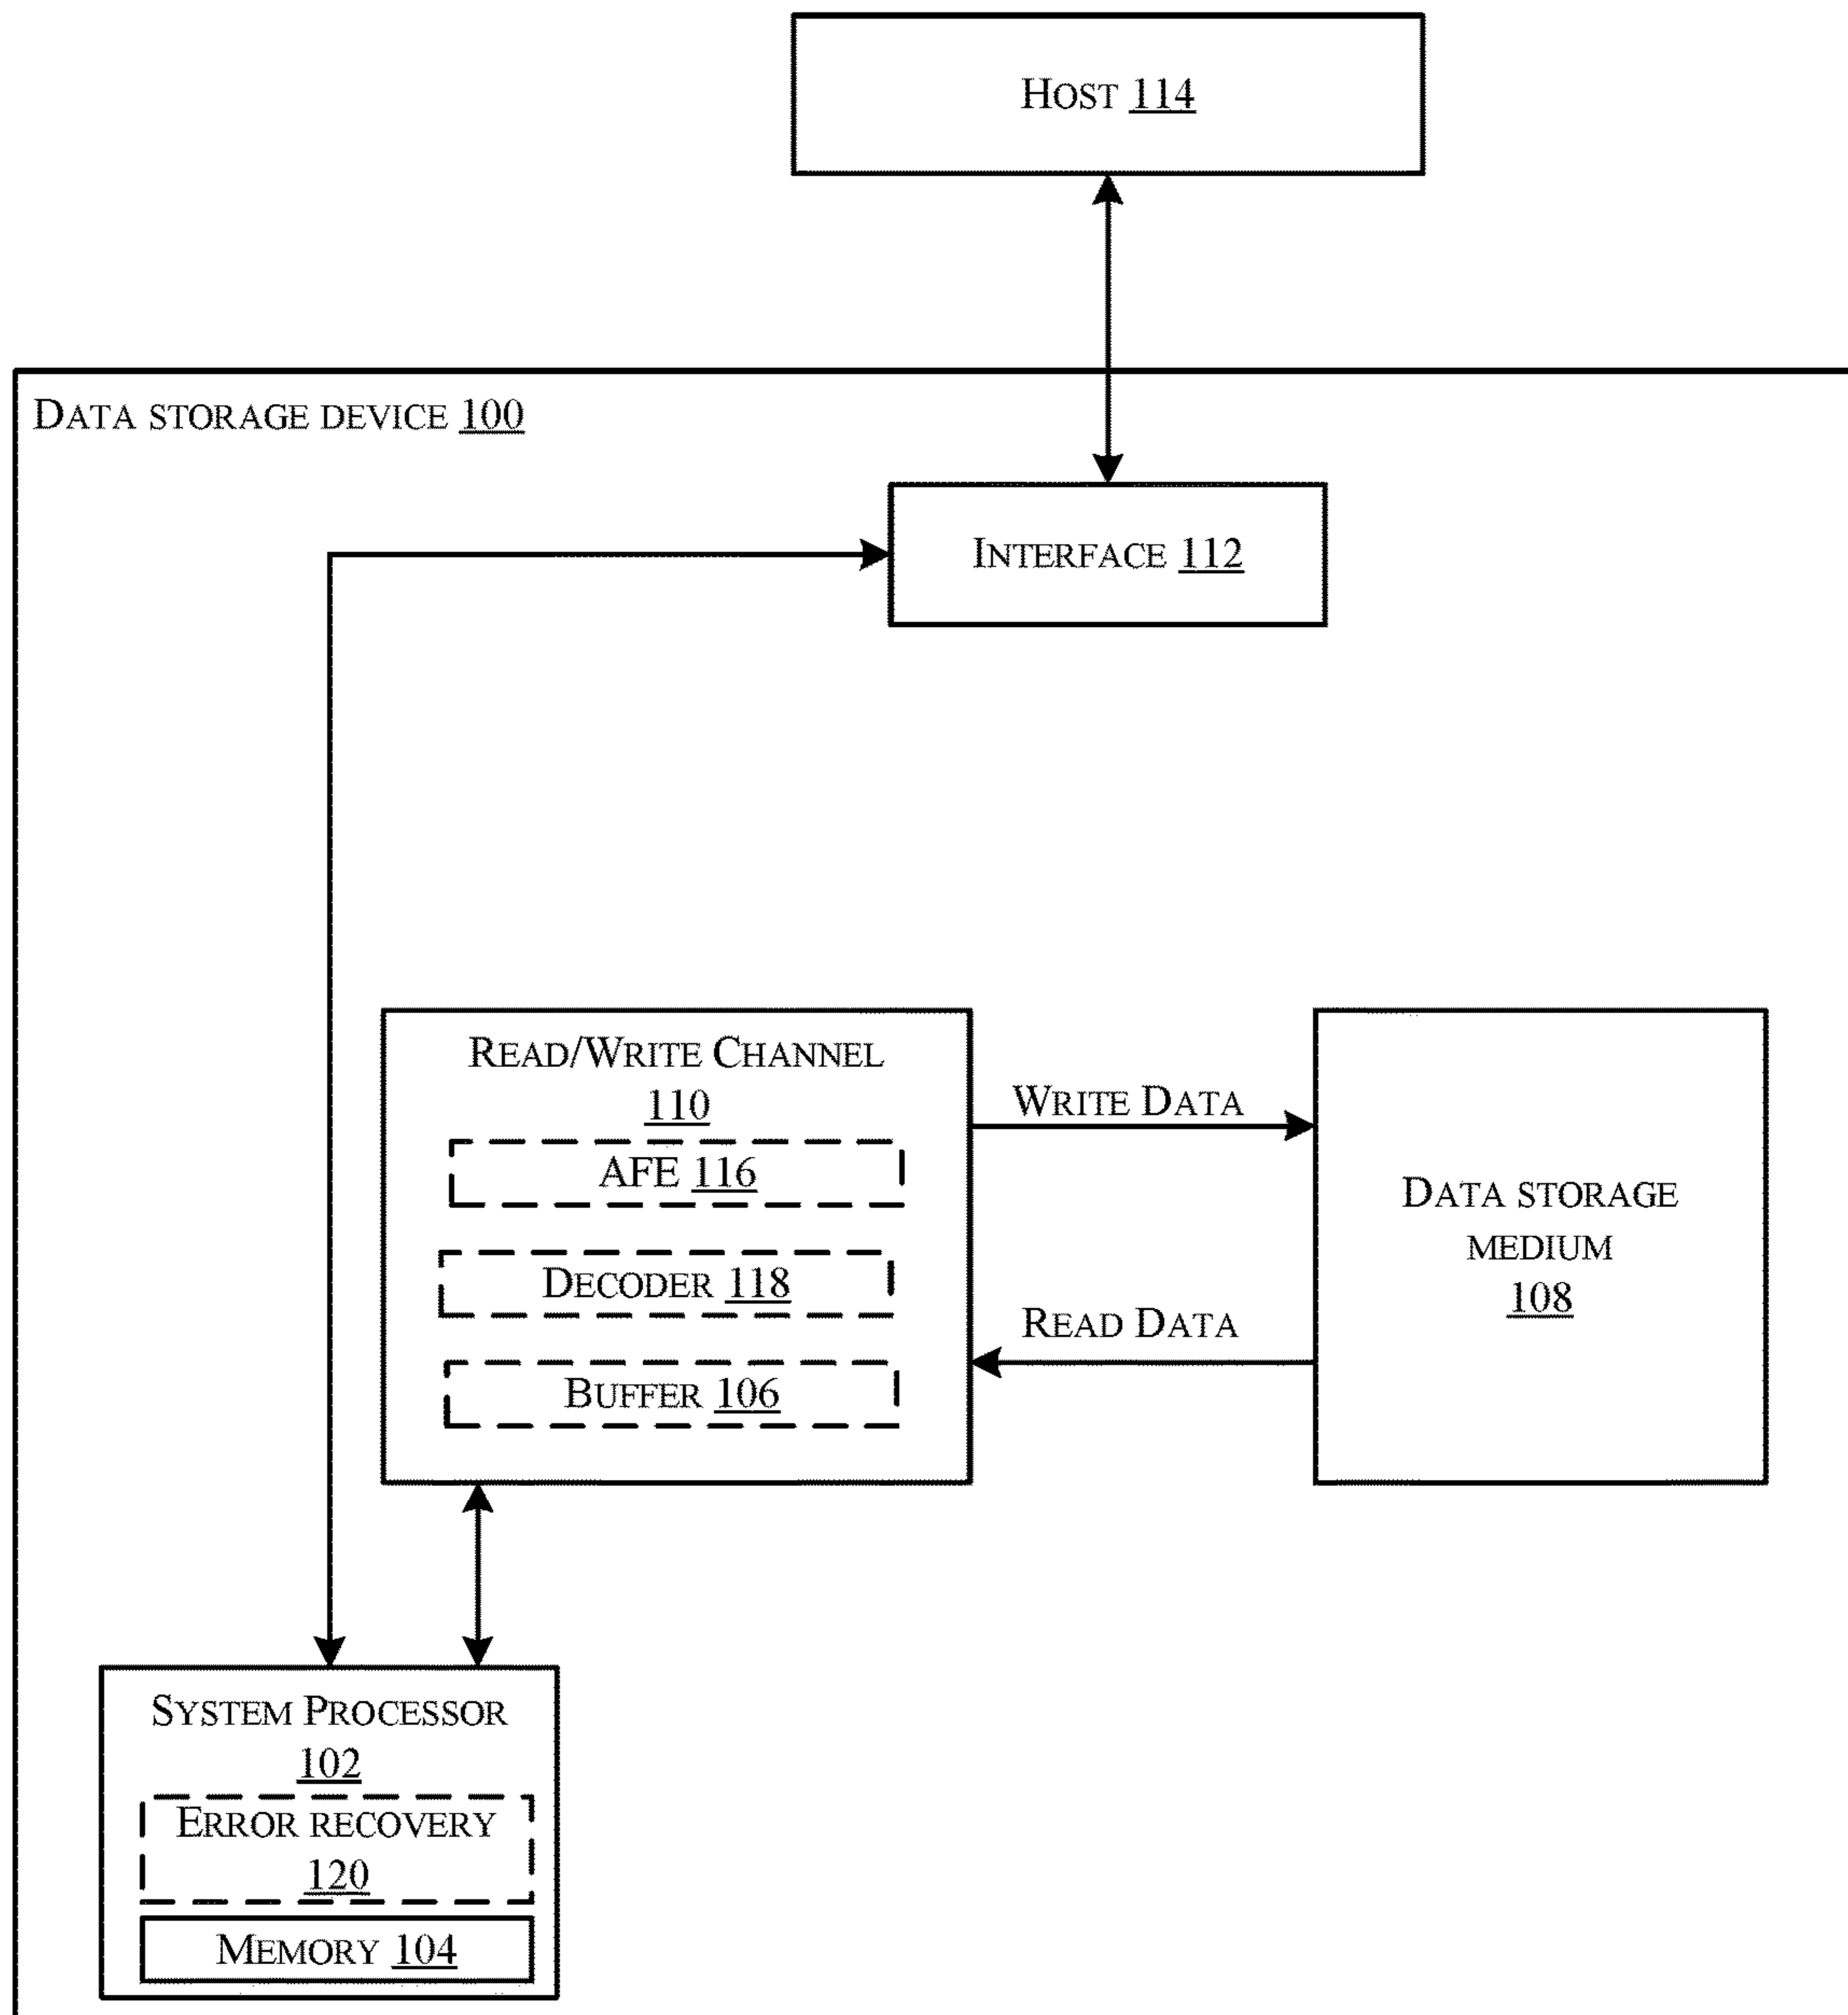 HOST 114
DATA STORAGE DEVICE 100
INTERFACE 112
READ/WRITE CHANNEL
110
AFE 116
DECODER 118
BUFFER 106
WRITE DATA
READ DATA
DATA STORAGE
MEDIUM
108
SYSTEM PROCESSOR
102
ERROR RECOVERY
120
MEMORY 104